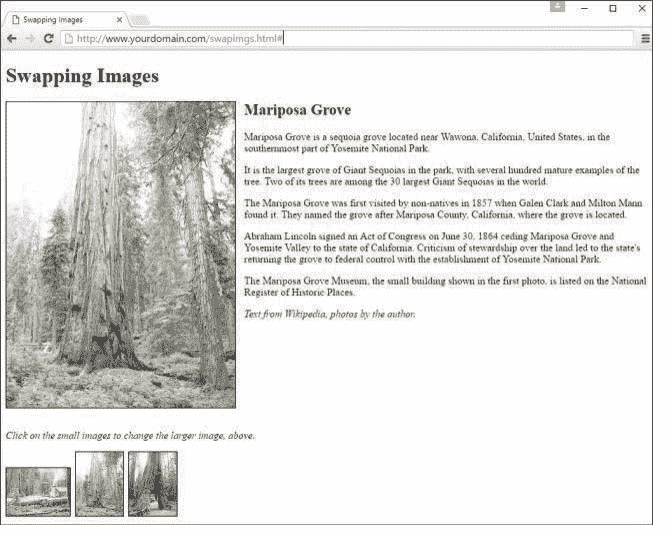 Swapping Images
http://www.yourdomain.com/swapimgs.html#
Swapping Images
Mariposa Grove
Mariposa Grove is a sequoia grove located near Wawona, California, United States, in the
southernmost part of Yosemite National Park.
It is the largest grove of Giant Sequoias in the park, with several hundred mature examples of the
tree. Two of its trees are among the 30 largest Giant Sequoias in the world.
The Mariposa Grove was first visited by non-natives in 1857 when Galen Clark and Milton Mann
found it. They named the grove after Mariposa County, California, where the grove is located.
Abraham Lincoln signed an Act of Congress on June 30, 1864 ceding Mariposa Grove and
Yosemite Valley to the state of California. Criticism of stewardship over the land led to the state's
returning the grove to federal control with the establishment of Yosemite National Park.
The Mariposa Grove Museum, the small building shown in the first photo, is listed on the National
Register of Historic Places.
Text from Wikipedia, photos by the author.
Click on the small images to change the larger image, above.